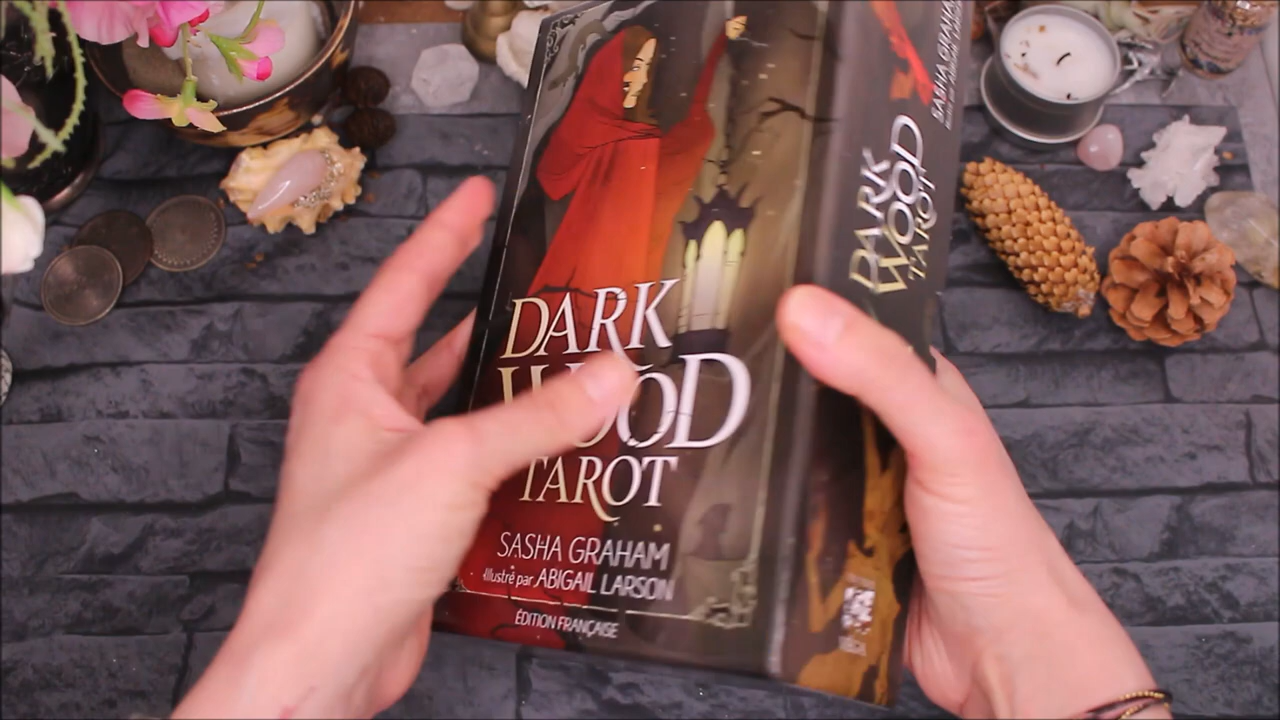 DARK
WOOD
TAROT
SASHA GRAHAM
Illustré par ABIGAIL LARSON
ÉDITION FRANÇAISE
SASHA GRAHAM
DARK
WOOD
TAROT